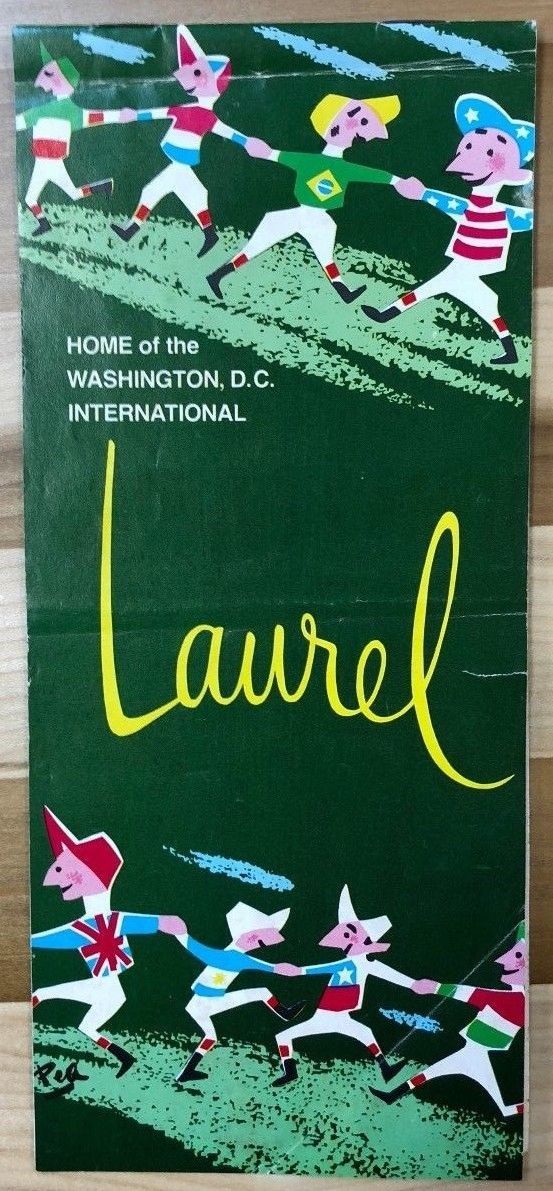 HOME of the
WASHINGTON, D.C.
INTERNATIONAL
Laurel